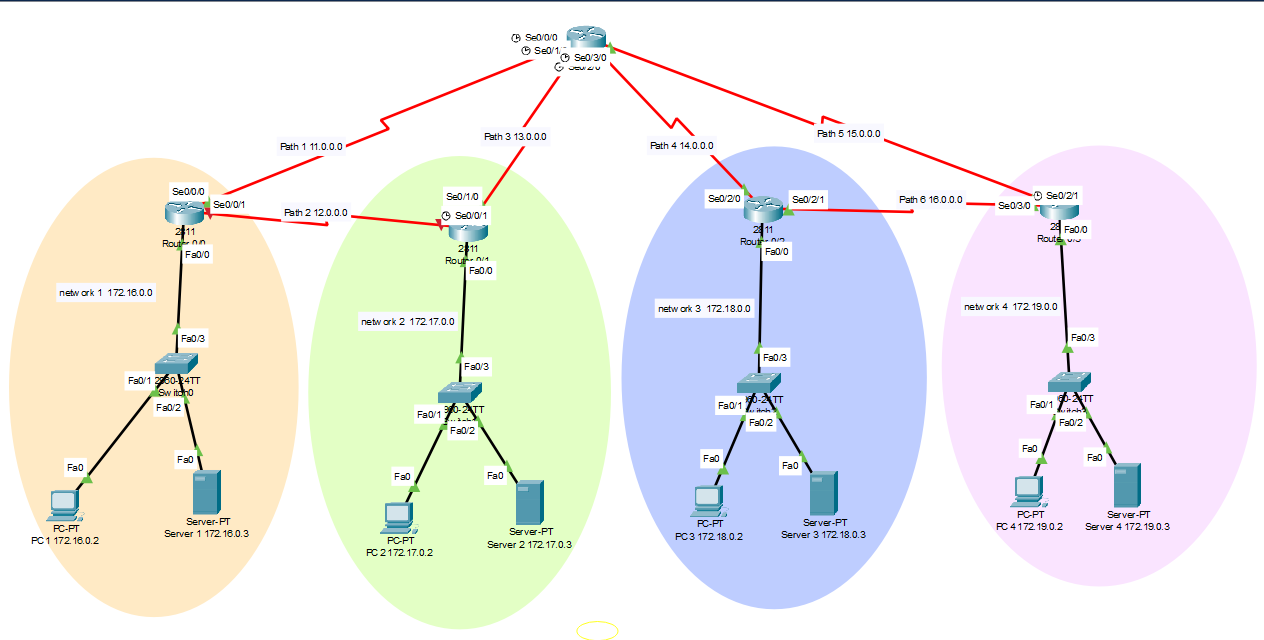 Se0/0/0
Se0/1/
Se0/3/0
Se0/2/0
Path 1 11.0.0.0
Path 3 13.0.0.0
Path 4 14.0.0.0
Path 5 15.0.0.0
Se0/0/0
Se0/0/1
Path 2 12.0.0.0
Se0/1/0
Se0/0/1
Se0/2/0
Se0/2/1
Path 6 16.0.0.0
Se0/2/1
Se0/3/0
2811
Fa0/0
2811
Fa0/0
2811
Fa0/0
Fa0/0
network 1 172.16.0.0
network 2 172.17.0.0
network 3 172.18.0.0
network 4 172.19.0.0
Fa0/3
Fa0/1
Switch0
Fa0/2
Fa0/3
Fa0/1
Fa0/2
Fa0/3
Fa0/1
Fa0/2
Fa0/3
Fa0/1
Fa0/2
Fa0
Fa0
Fa0
Fa0
Fa0
Fa0
Fa0
Fa0
PC-PT
PC 1 172.16.0.2
Server-PT
Server 1 172.16.0.3
PC-PT
PC 2 172.17.0.2
Server-PT
Server 2 172.17.0.3
PC-PT
PC 3 172.18.0.2
Server-PT
Server 3 172.18.0.3
PC-PT
PC 4 172.19.0.2
Server-PT
Server 4 172.19.0.3